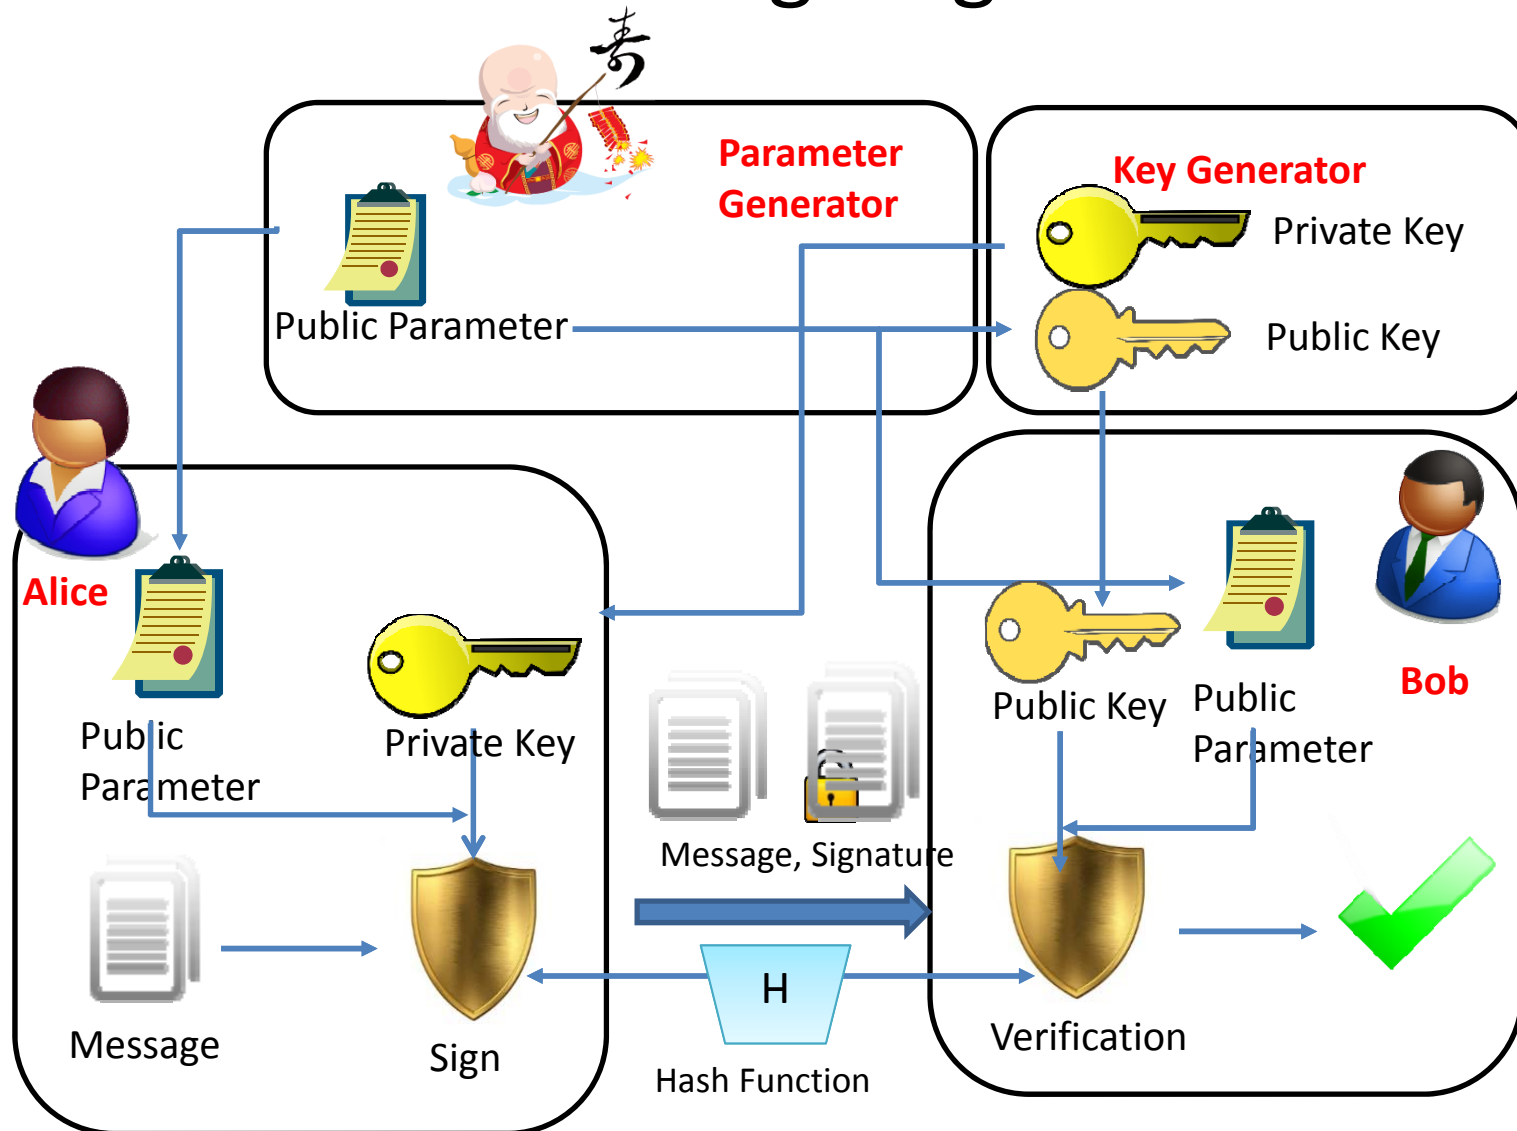 寿
Parameter
Generator
Key Generator
Private Key
Public Key
Public Parameter
Alice
Public
Parameter
Private Key
Message
Sign
Message, Signature
H
Hash Function
Public Key
Public
Parameter
Bob
Verification